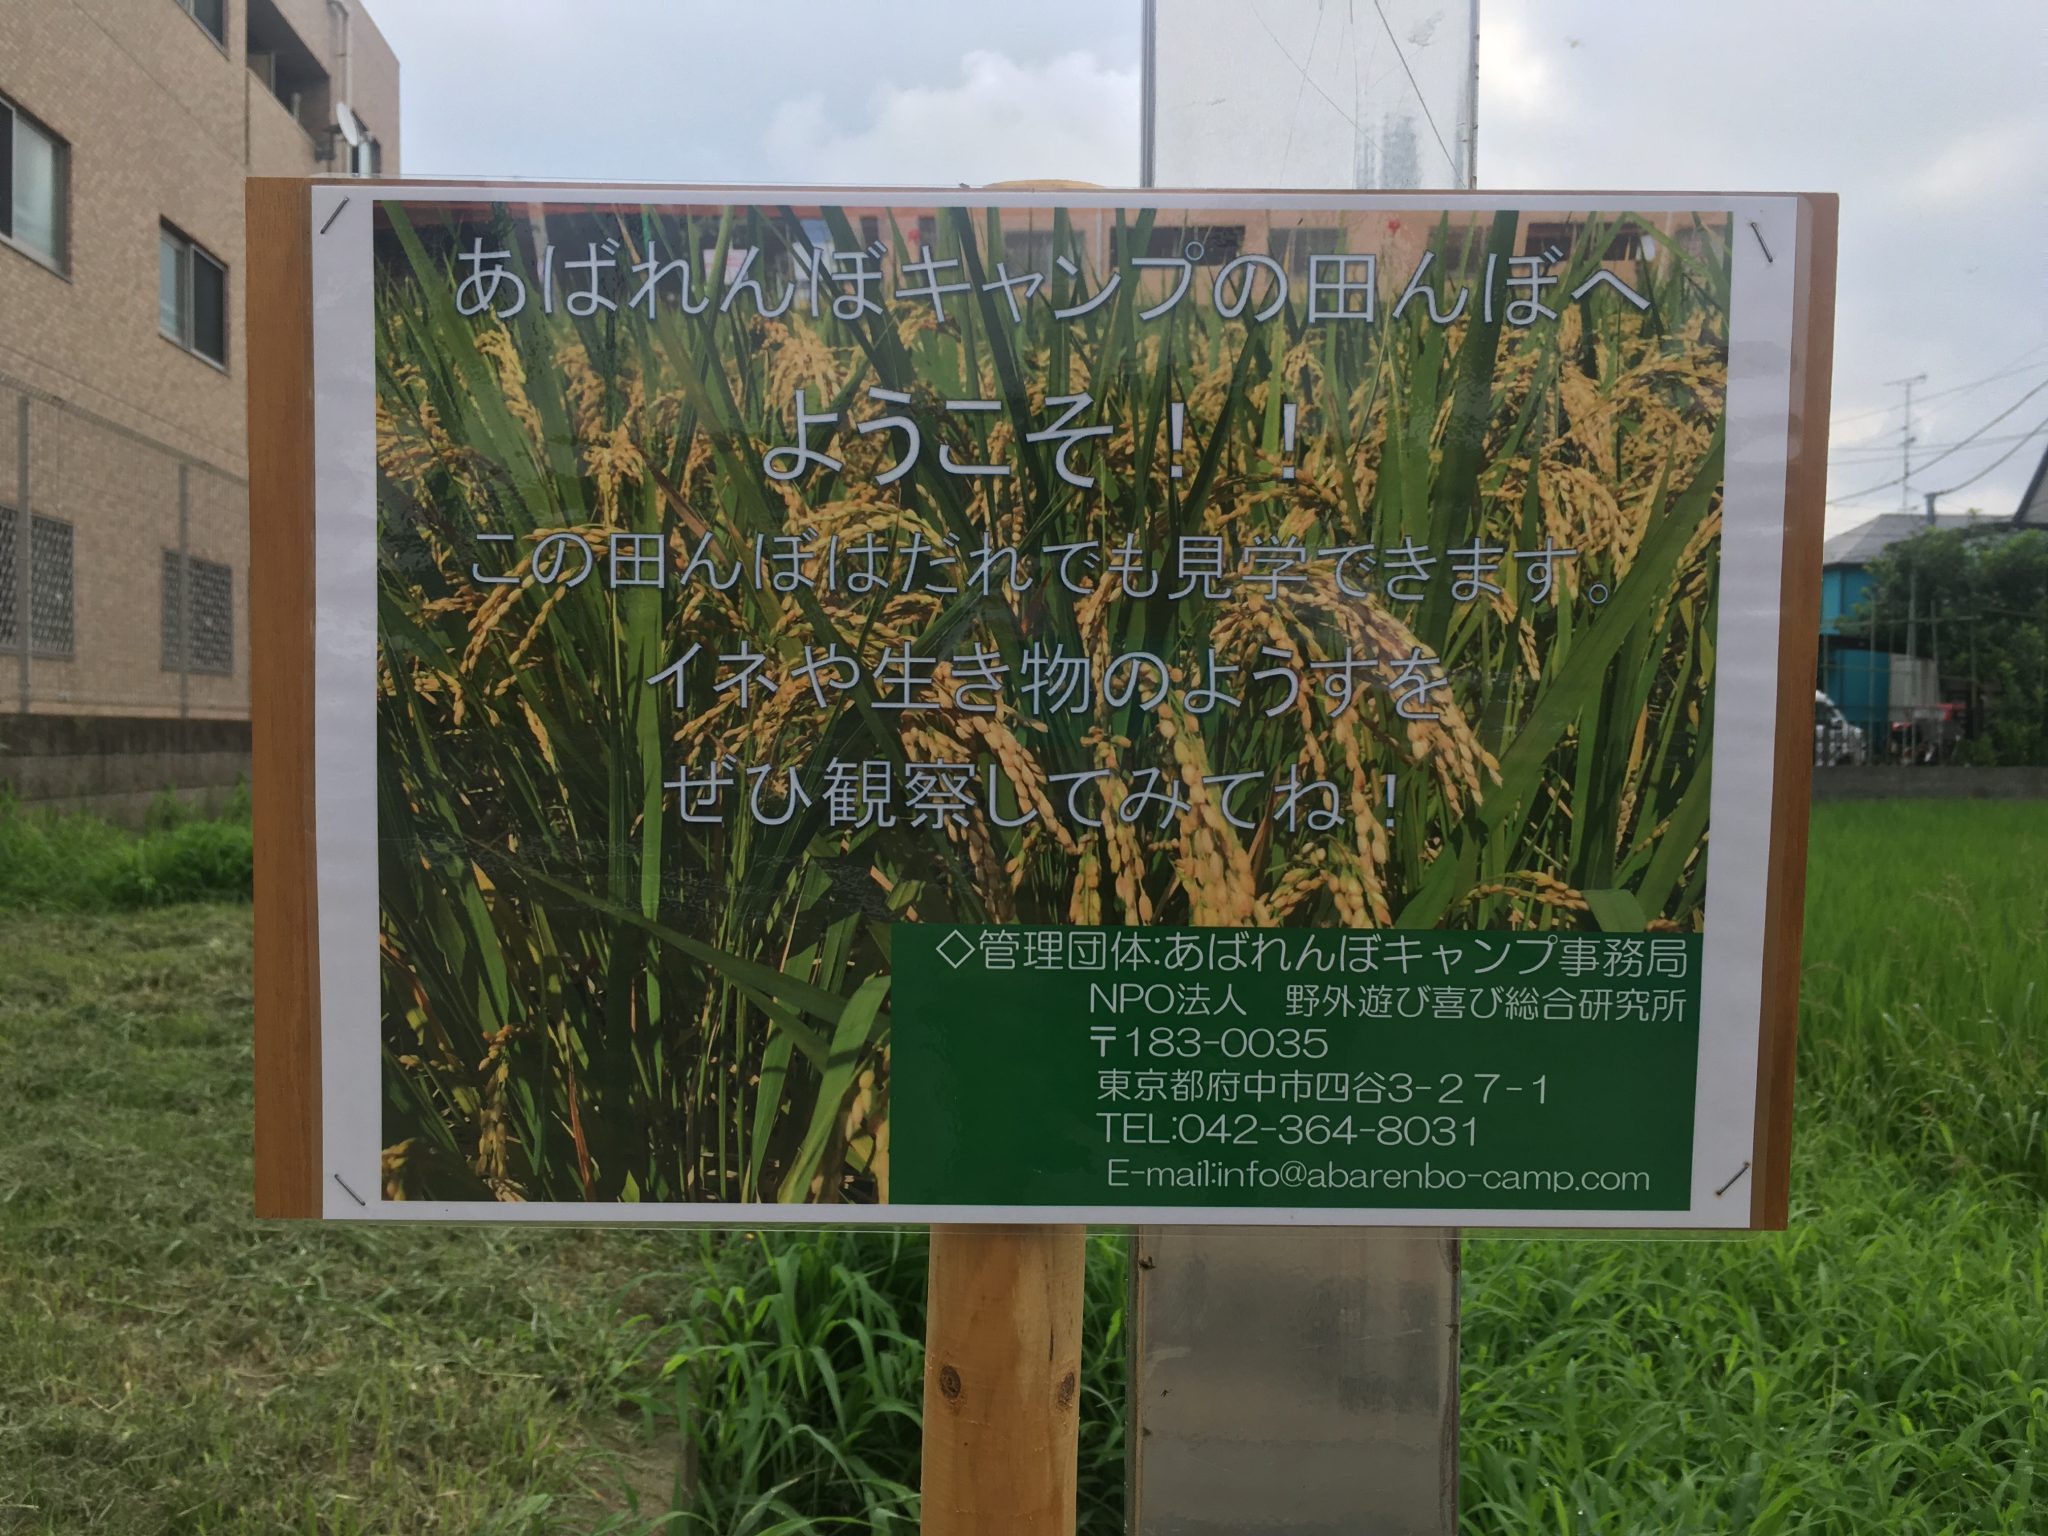 あばれんぼキャンプの田んぼへ
ようこそ！！
この田んぼはだれでも見学できます。
イネや生き物のようすを
ぜひ観察してみてね！
◇管理団体:あばれんぼキャンプ事務局
NPO法人　野外遊び喜び総合研究所
〒183-0035
東京都府中市四谷3-２７-１
TEL:042-364-8031
E-mail:info@abarenbo-camp.com